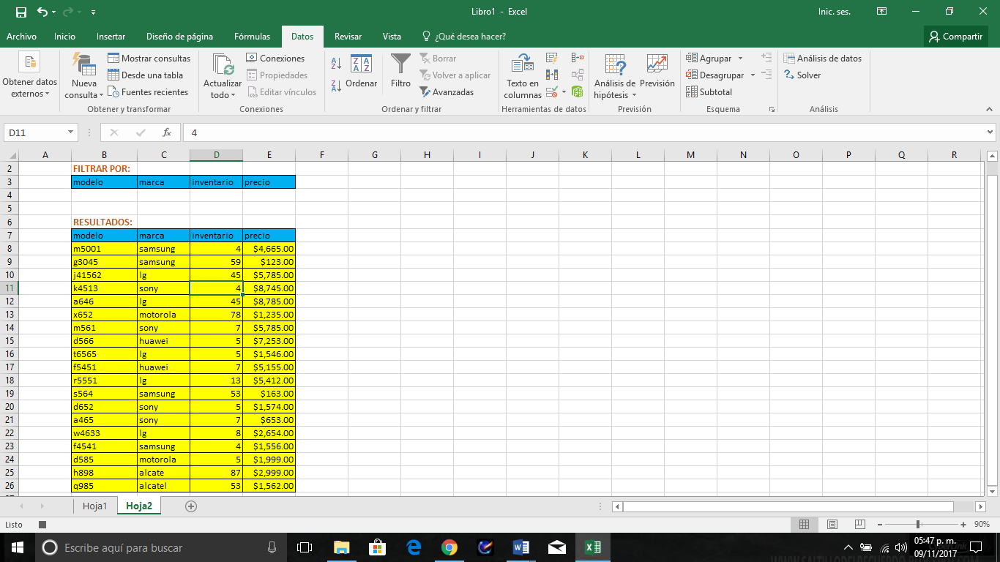 Libro1 - Excel
Inic. ses.
Archivo Inicio Insertar Diseño de página Fórmulas Datos Revisar Vista ¿Qué desea hacer? Compartir
Obtener datos externos
Nueva consulta
Mostrar consultas
Desde una tabla
Fuentes recientes
Obtener y transformar
Actualizar todo
Conexiones
Propiedades
Editar vínculos
Conexiones
Ordenar
Filtro
Borrar
Volver a aplicar
Avanzadas
Ordenar y filtrar
Texto en columnas
Herramientas de datos
Análisis de hipótesis
Previsión
Previsión
Agrupar
Desagrupar
Subtotal
Esquema
Análisis de datos
Solver
Análisis
D11 fx 4
A B C D E F G H I J K L M N O P Q R
2 FILTRAR POR:
3 modelo marca inventario precio
4
5
6 RESULTADOS:
7 modelo marca inventario precio
8 m5001 samsung 4 $4,665.00
9 g3045 samsung 59 $123.00
10 j41562 lg 45 $5,785.00
11 k4513 sony 4 $8,745.00
12 a646 lg 45 $8,785.00
13 x652 motorola 78 $1,235.00
14 m561 sony 7 $5,785.00
15 d566 huawei 5 $7,253.00
16 t6565 lg 5 $1,546.00
17 f5451 huawei 7 $5,155.00
18 r5551 lg 13 $5,412.00
19 s564 samsung 53 $163.00
20 d652 sony 5 $1,574.00
21 a465 sony 7 $653.00
22 w4633 lg 8 $2,654.00
23 f4541 samsung 4 $1,556.00
24 d585 motorola 5 $1,999.00
25 h898 alcate 87 $2,999.00
26 q985 alcatel 53 $1,562.00
Hoja1 Hoja2
Listo 90%
Escribe aquí para buscar
05:47 p. m.
09/11/2017